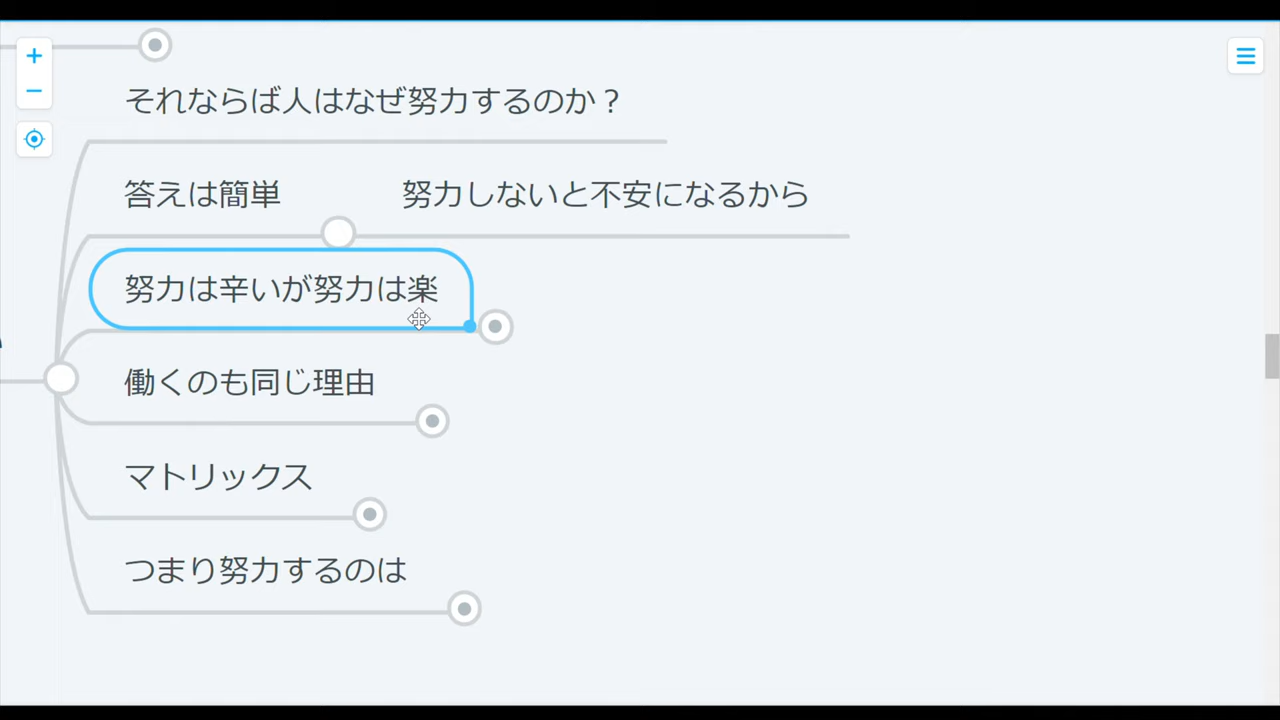 それならば人はなぜ努力するのか？
答えは簡単 努力しないと不安になるから
努力は辛いが努力は楽
働くのも同じ理由
マトリックス
つまり努力するのは